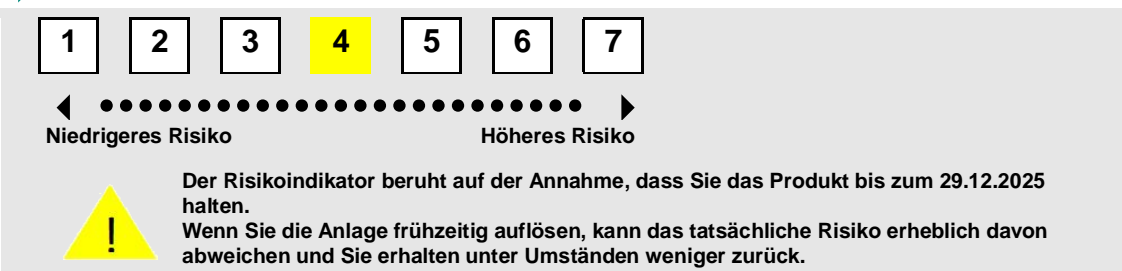 1 2 3 4 5 6 7
Niedrigeres Risiko Höheres Risiko
Der Risikoindikator beruht auf der Annahme, dass Sie das Produkt bis zum 29.12.2025
halten.
Wenn Sie die Anlage frühzeitig auflösen, kann das tatsächliche Risiko erheblich davon
abweichen und Sie erhalten unter Umständen weniger zurück.
!